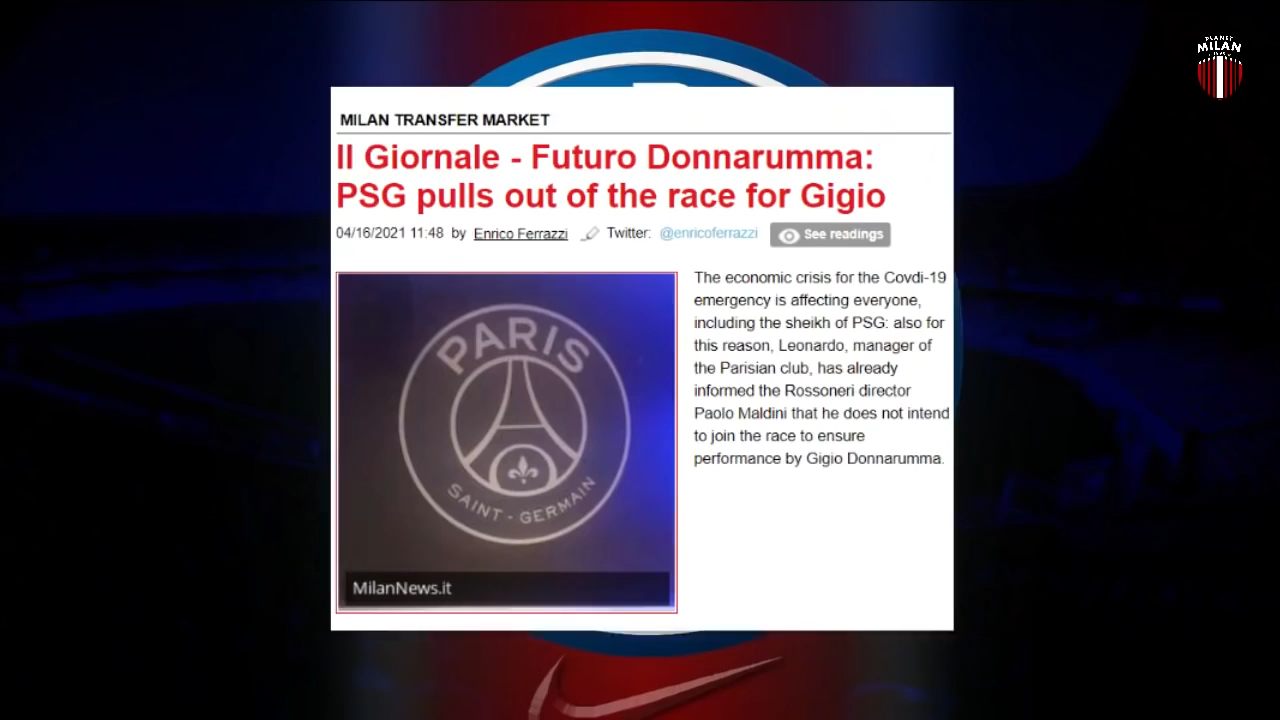 PLANET
MILAN
MILAN TRANSFER MARKET
Il Giornale - Futuro Donnarumma:
PSG pulls out of the race for Gigio
04/16/2021 11:48 by Enrico Ferrazzi Twitter: @enricoferrazzi See readings
The economic crisis for the Covdi-19
emergency is affecting everyone,
including the sheikh of PSG: also for
this reason, Leonardo, manager of
the Parisian club, has already
informed the Rossoneri director
Paolo Maldini that he does not intend
to join the race to ensure
performance by Gigio Donnarumma.
PARIS
SAINT - GERMAIN
MilanNews.it